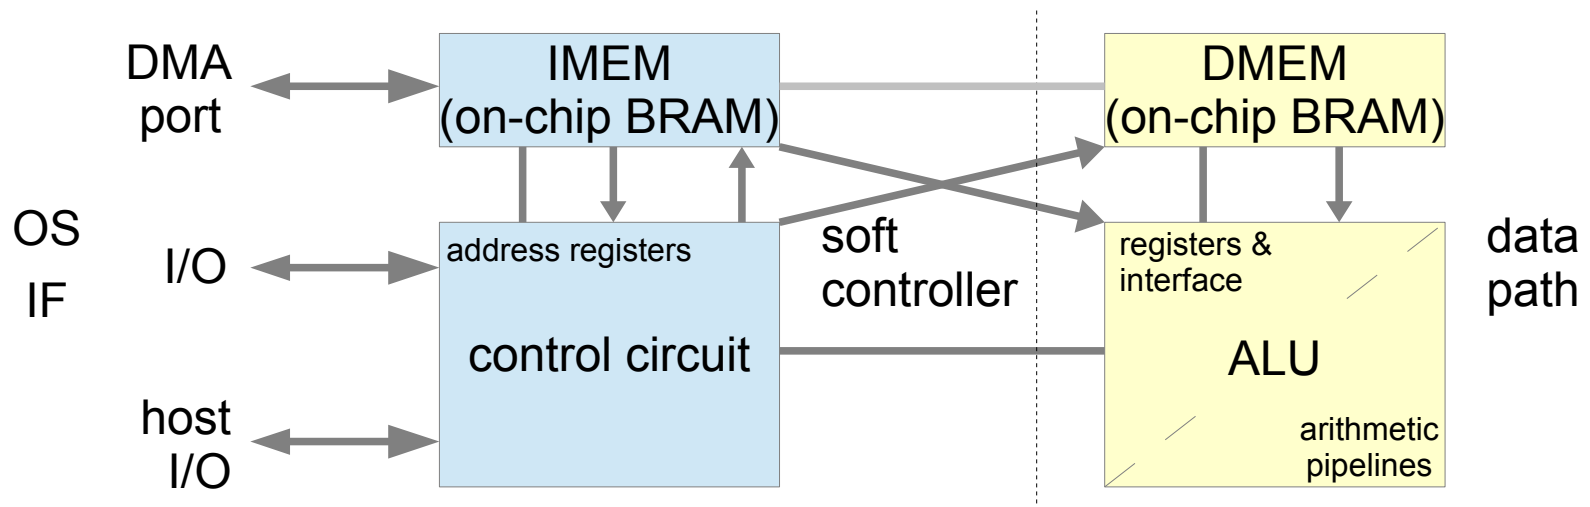 DMA
port
IMEM
(on-chip BRAM)
DMEM
(on-chip BRAM)
OS
IF
I/O
host
I/O
address registers
control circuit
soft
controller
registers &
interface
ALU
arithmetic
pipelines
data
path